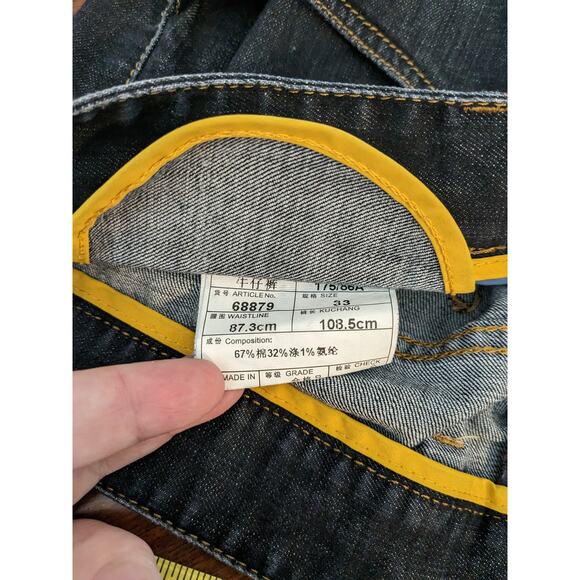 牛仔裤 175/86A
货号 ARTICLE No. 规格 SIZE
68879 33
腰围 WAISTLINE 裤长 KUCHANG
87.3cm 108.5cm
成份 Composition:
67%棉32%涤1%氨纶
MADE IN 等级 GRADE 检验 CHECK